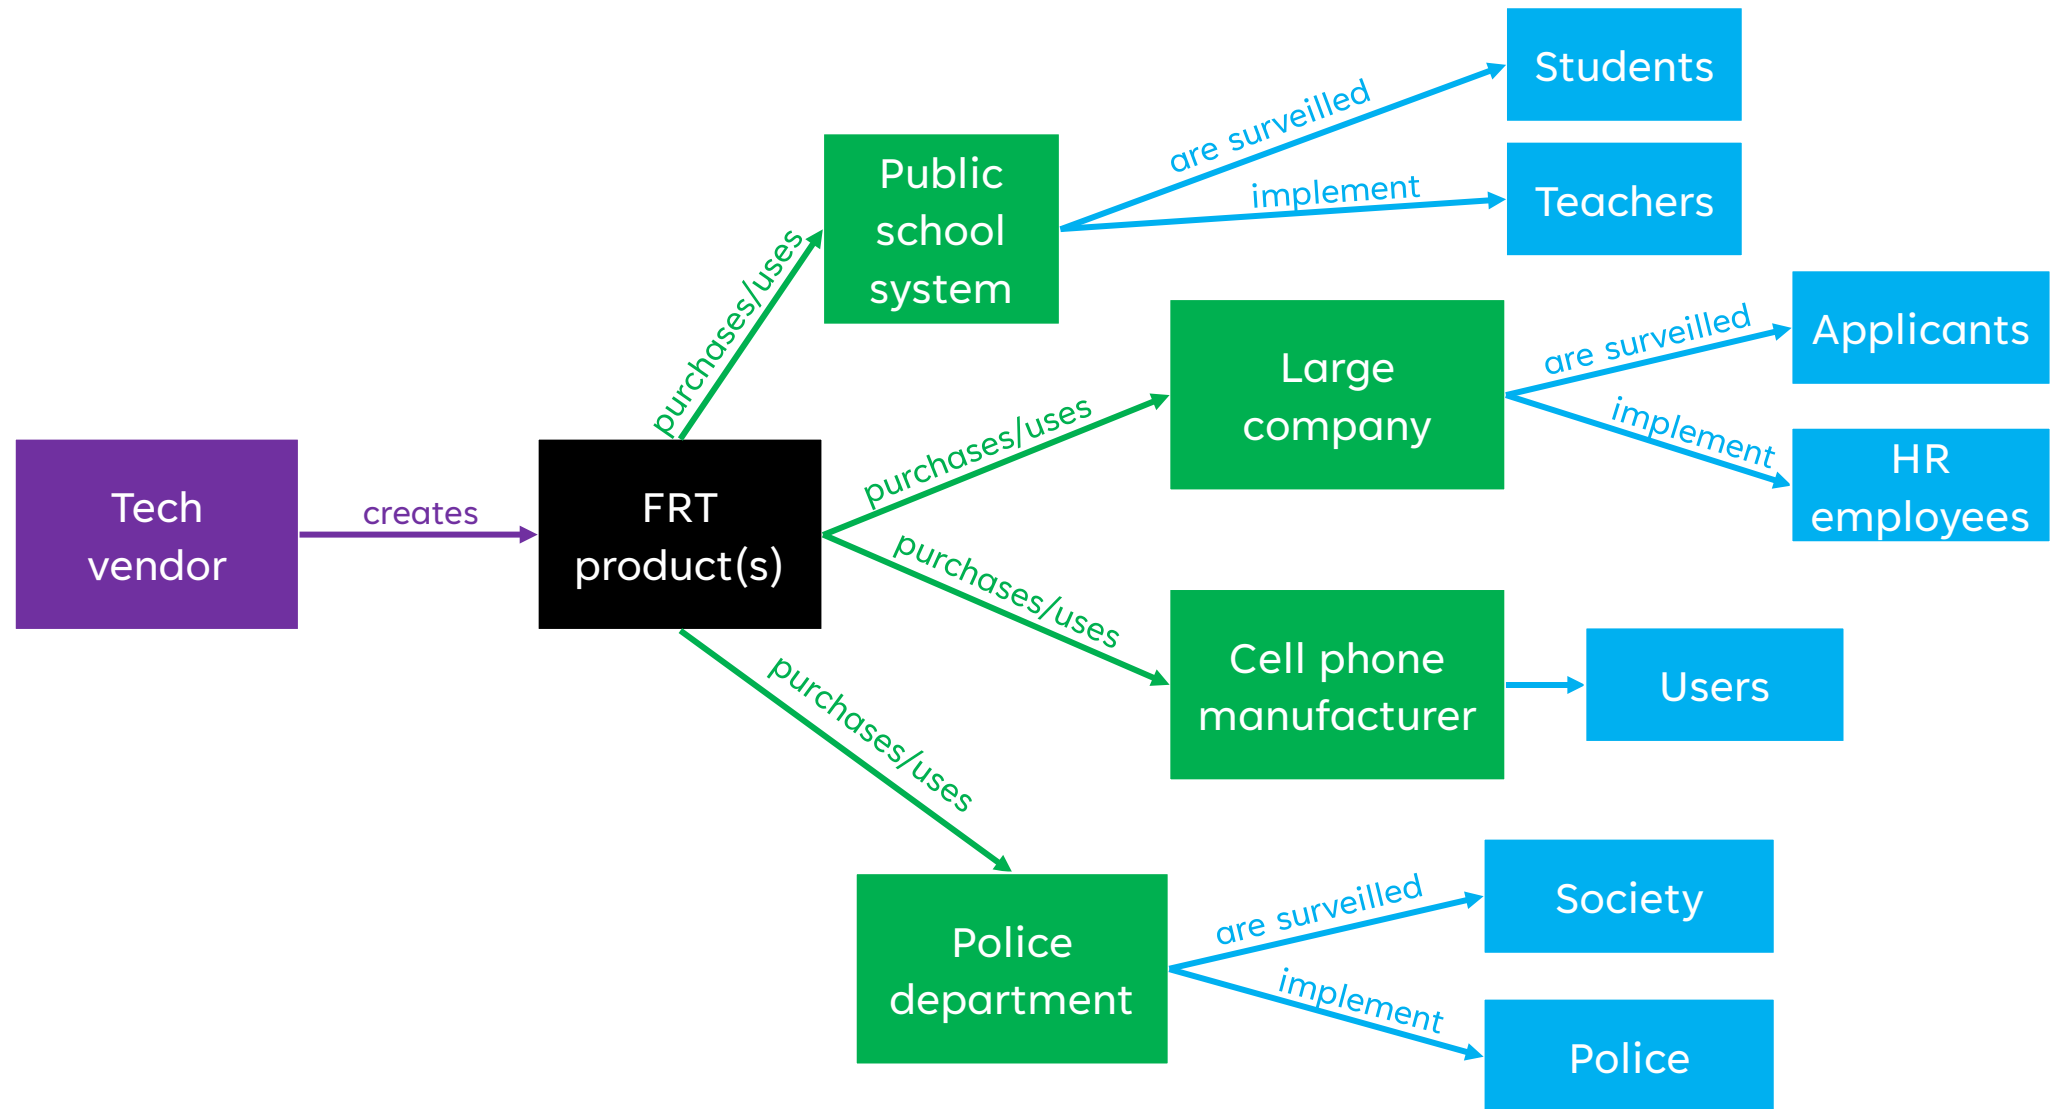 Tech
vendor
creates
FRT
product(s)
purchases/uses
Public
school
system
are surveilled
Students
implement
Teachers
purchases/uses
Large
company
are surveilled
Applicants
implement
HR
employees
purchases/uses
Cell phone
manufacturer
Users
purchases/uses
Police
department
are surveilled
Society
implement
Police